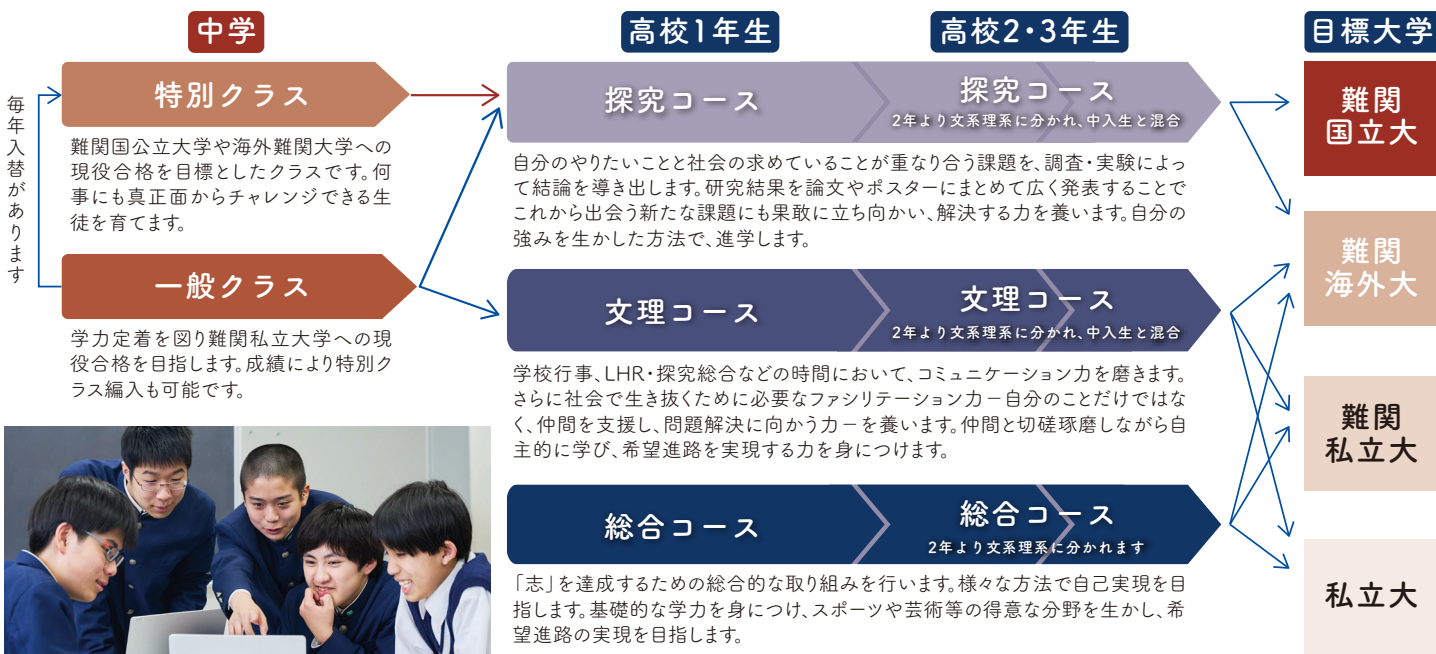 中学
高校1年生
高校2・3年生
目標大学
毎年入替があります
特別クラス
難関国公立大学や海外難関大学への
現役合格を目標としたクラスです。何
事にも真正面からチャレンジできる生
徒を育てます。
一般クラス
学力定着を図り難関私立大学への現
役合格を目指します。成績により特別ク
ラス編入も可能です。
探究コース
探究コース
2年より文系理系に分かれ、中入生と混合
自分のやりたいことと社会の求めていることが重なり合う課題を、調査・実験によっ
て結論を導き出します。研究結果を論文やポスターにまとめて広く発表することで
これから出会う新たな課題にも果敢に立ち向かい、解決する力を養います。自分の
強みを生かした方法で、進学します。
文理コース
文理コース
2年より文系理系に分かれ、中入生と混合
学校行事、LHR・探究総合などの時間において、コミュニケーション力を磨きます。
さらに社会で生き抜くために必要なファシリテーション力－自分のことだけではな
く、仲間を支援し、問題解決に向かう力－を養います。仲間と切磋琢磨しながら自
主的に学び、希望進路を実現する力を身につけます。
総合コース
総合コース
2年より文系理系に分かれます
「志」を達成するための総合的な取り組みを行います。様々な方法で自己実現を目
指します。基礎的な学力を身につけ、スポーツや芸術等の得意な分野を生かし、希
望進路の実現を目指します。
難関
国立大
難関
海外大
難関
私立大
私立大